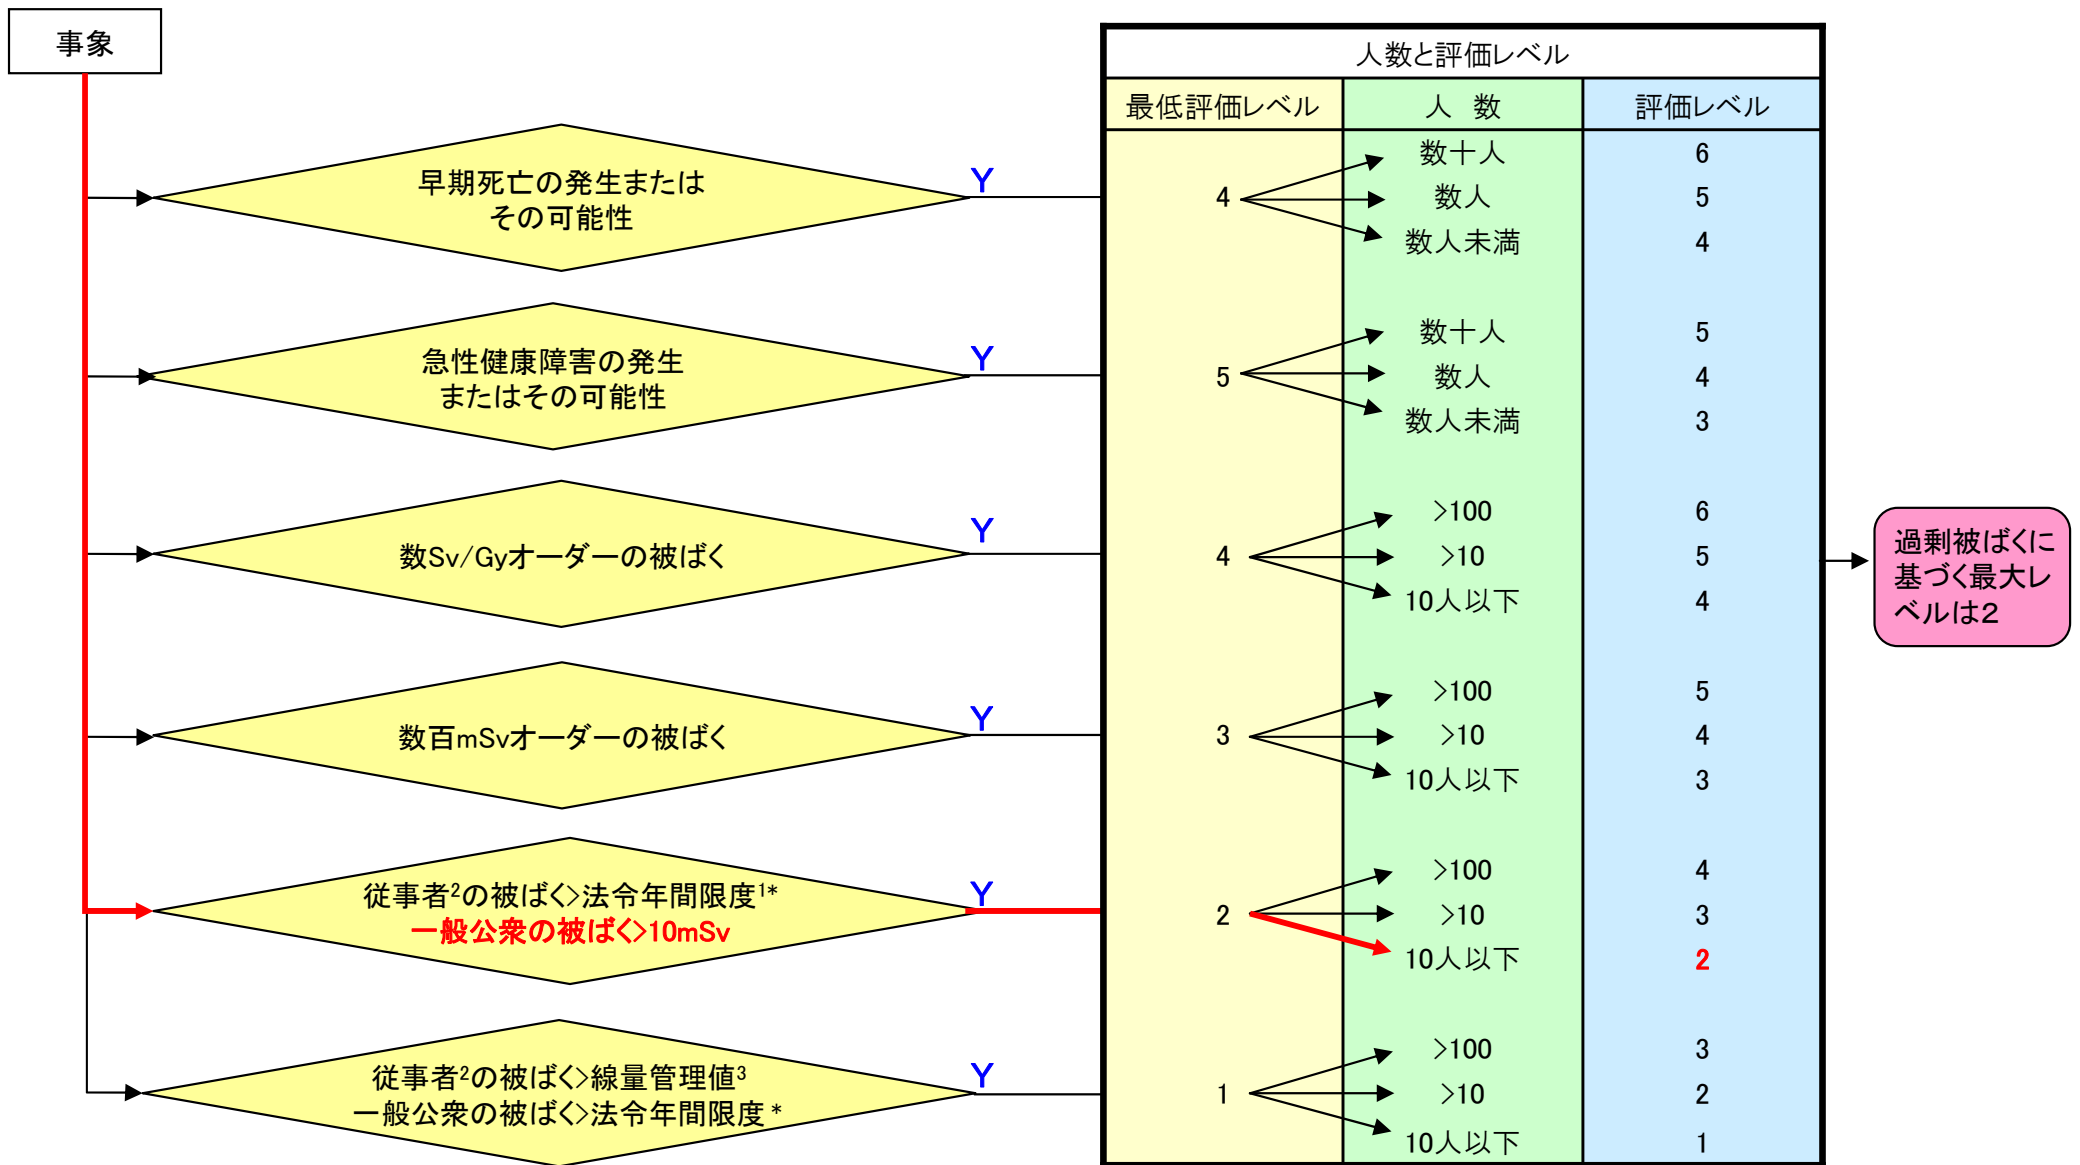 事象
早期死亡の発生または
その可能性
Y
急性健康障害の発生
またはその可能性
Y
数Sv/Gyオーダーの被ばく
Y
数百mSvオーダーの被ばく
Y
従事者²の被ばく>法令年間限度¹*
一般公衆の被ばく>10mSv
Y
従事者²の被ばく>線量管理値³
一般公衆の被ばく>法令年間限度*
Y
人数と評価レベル
最低評価レベル 人 数 評価レベル
数十人 6
4 数人 5
数人未満 4
数十人 5
5 数人 4
数人未満 3
>100 6
4 >10 5
10人以下 4
>100 5
3 >10 4
10人以下 3
>100 4
2 >10 3
10人以下 2
>100 3
1 >10 2
10人以下 1
過剰被ばくに
基づく最大レ
ベルは2